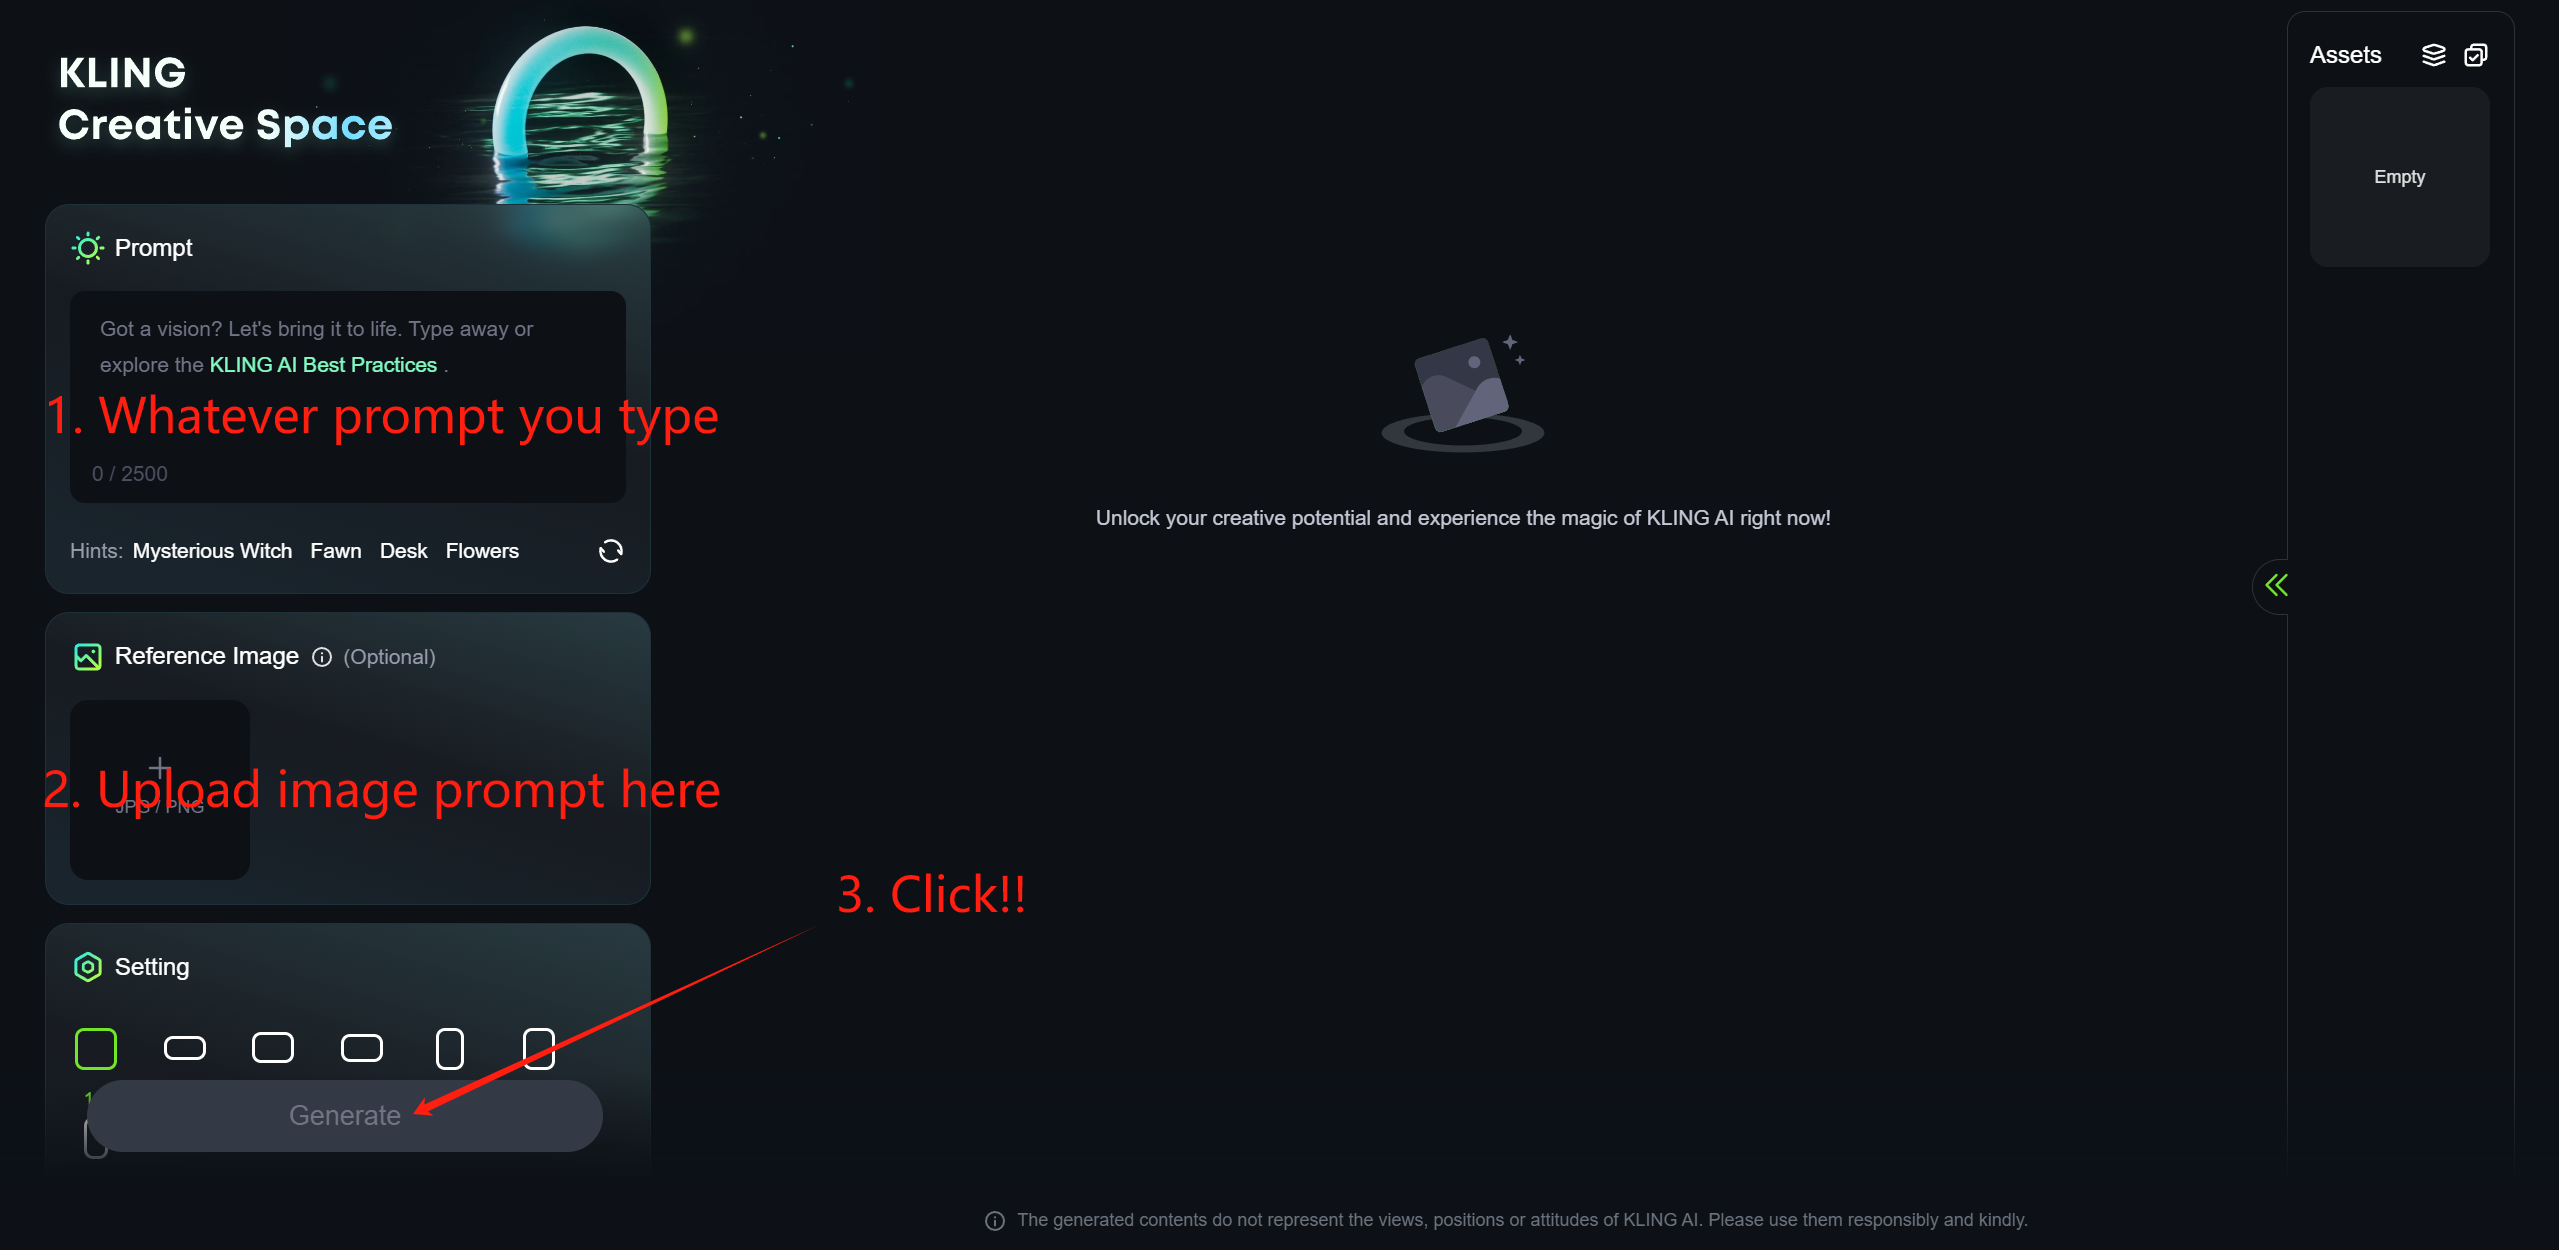 KLING
Creative Space
Prompt
Got a vision? Let's bring it to life. Type away or
explore the KLING AI Best Practices .
1. Whatever prompt you type
0 / 2500
Hints: Mysterious Witch Fawn Desk Flowers
Reference Image (Optional)
2. Upload image prompt here
JPG / PNG
3. Click!!
Setting
Generate
Unlock your creative potential and experience the magic of KLING AI right now!
Assets
Empty
The generated contents do not represent the views, positions or attitudes of KLING AI. Please use them responsibly and kindly.